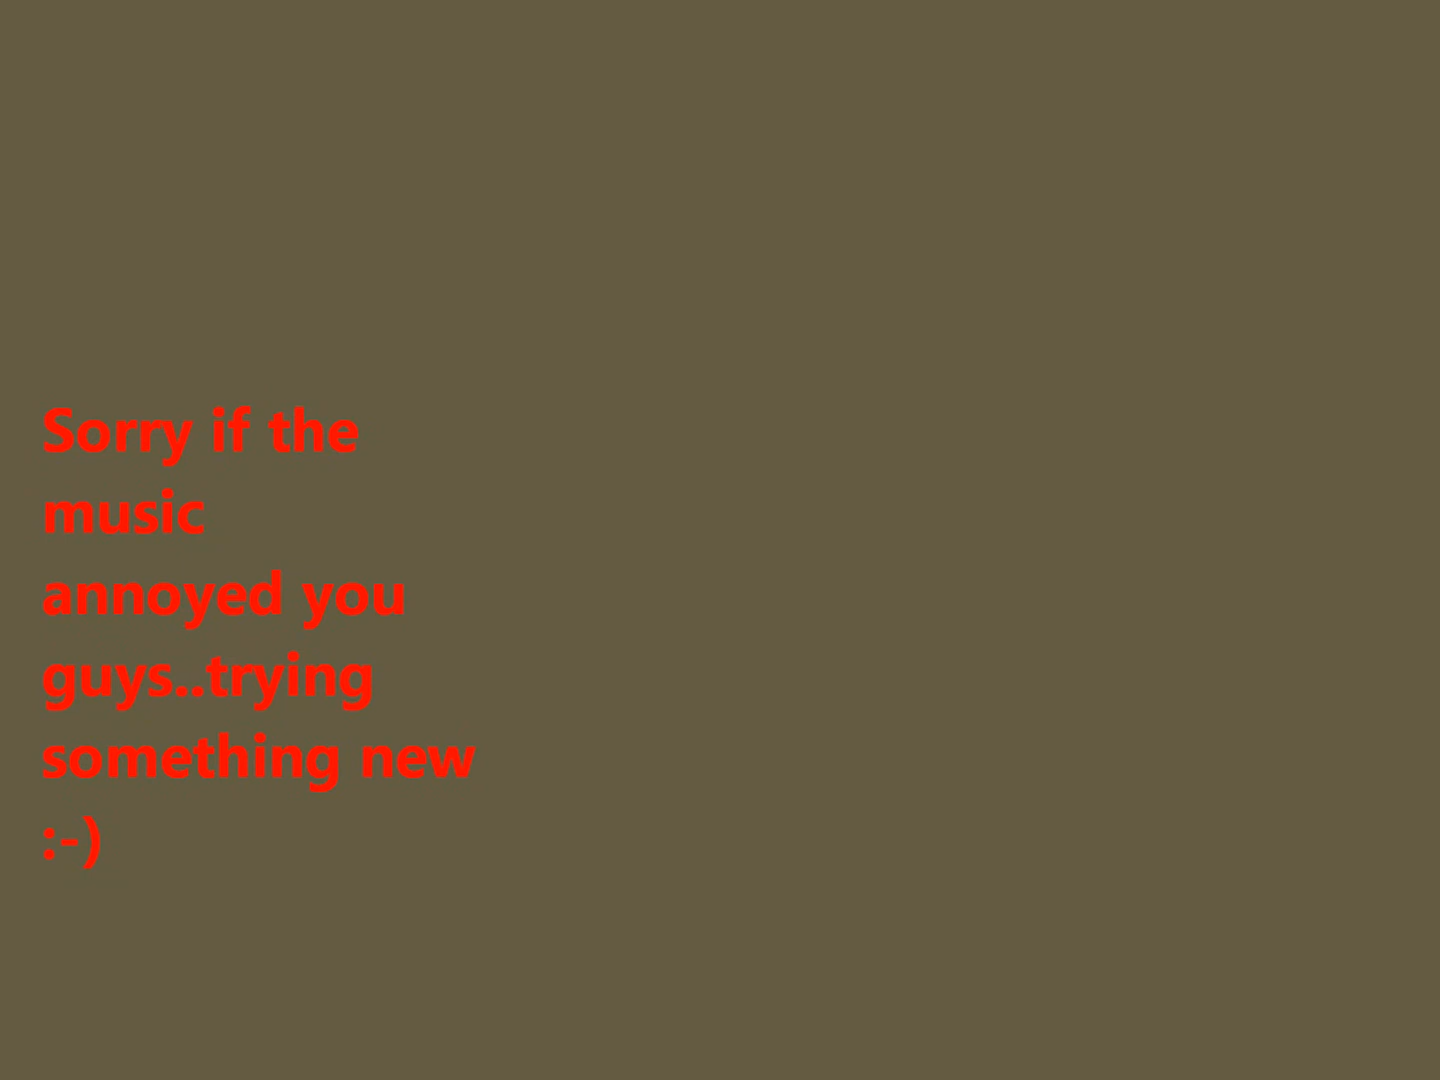 Sorry if the
music
annoyed you
guys..trying
something new
:-)